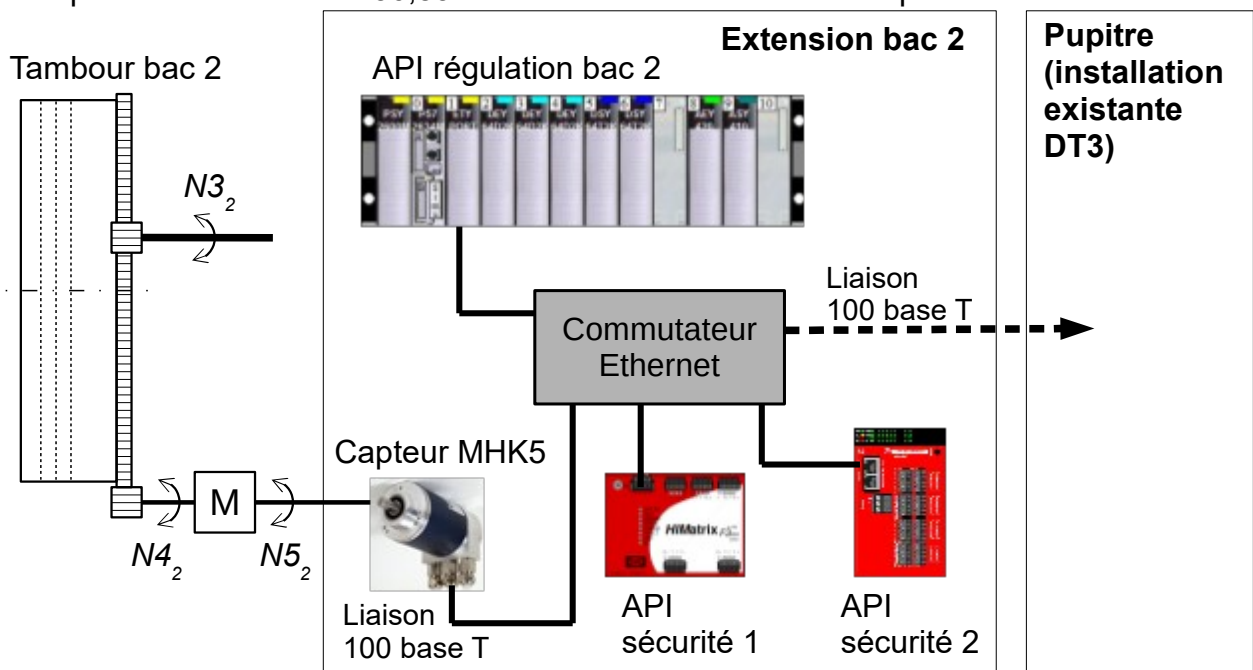 Extension bac 2
Pupitre
(installation
existante
DT3)
Tambour bac 2
API régulation bac 2
N3₂
Liaison
100 base T
Commutateur
Ethernet
Capteur MHK5
M
N4₂
N5₂
HIMatrix
Liaison
100 base T
API
sécurité 1
API
sécurité 2